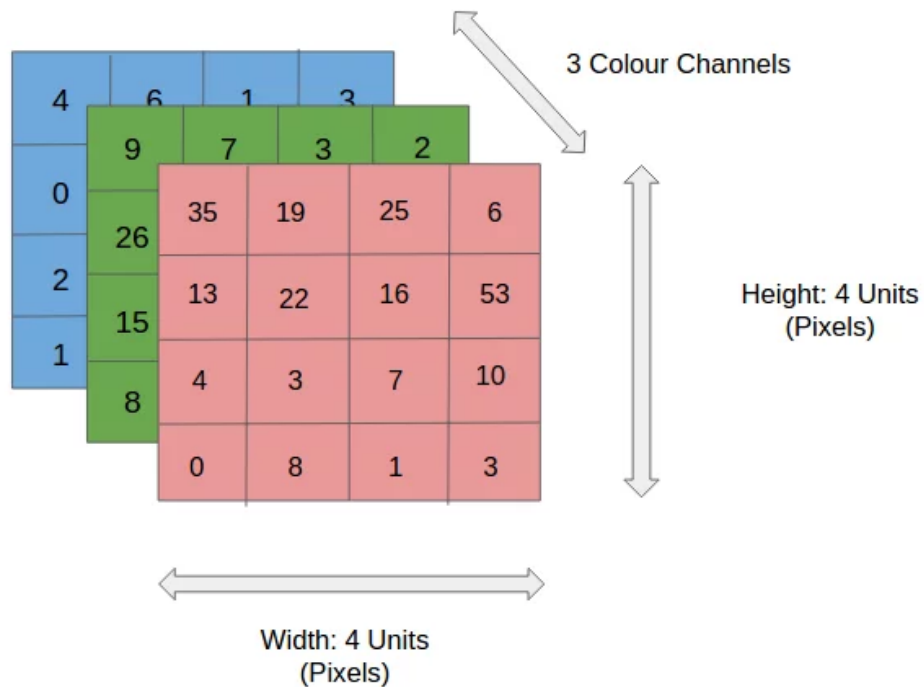 3 Colour Channels
4 6 1 3
0
2
1
9 7 3 2
26
15
8
35 19 25 6
13 22 16 53
4 3 7 10
0 8 1 3
Height: 4 Units
(Pixels)
Width: 4 Units
(Pixels)